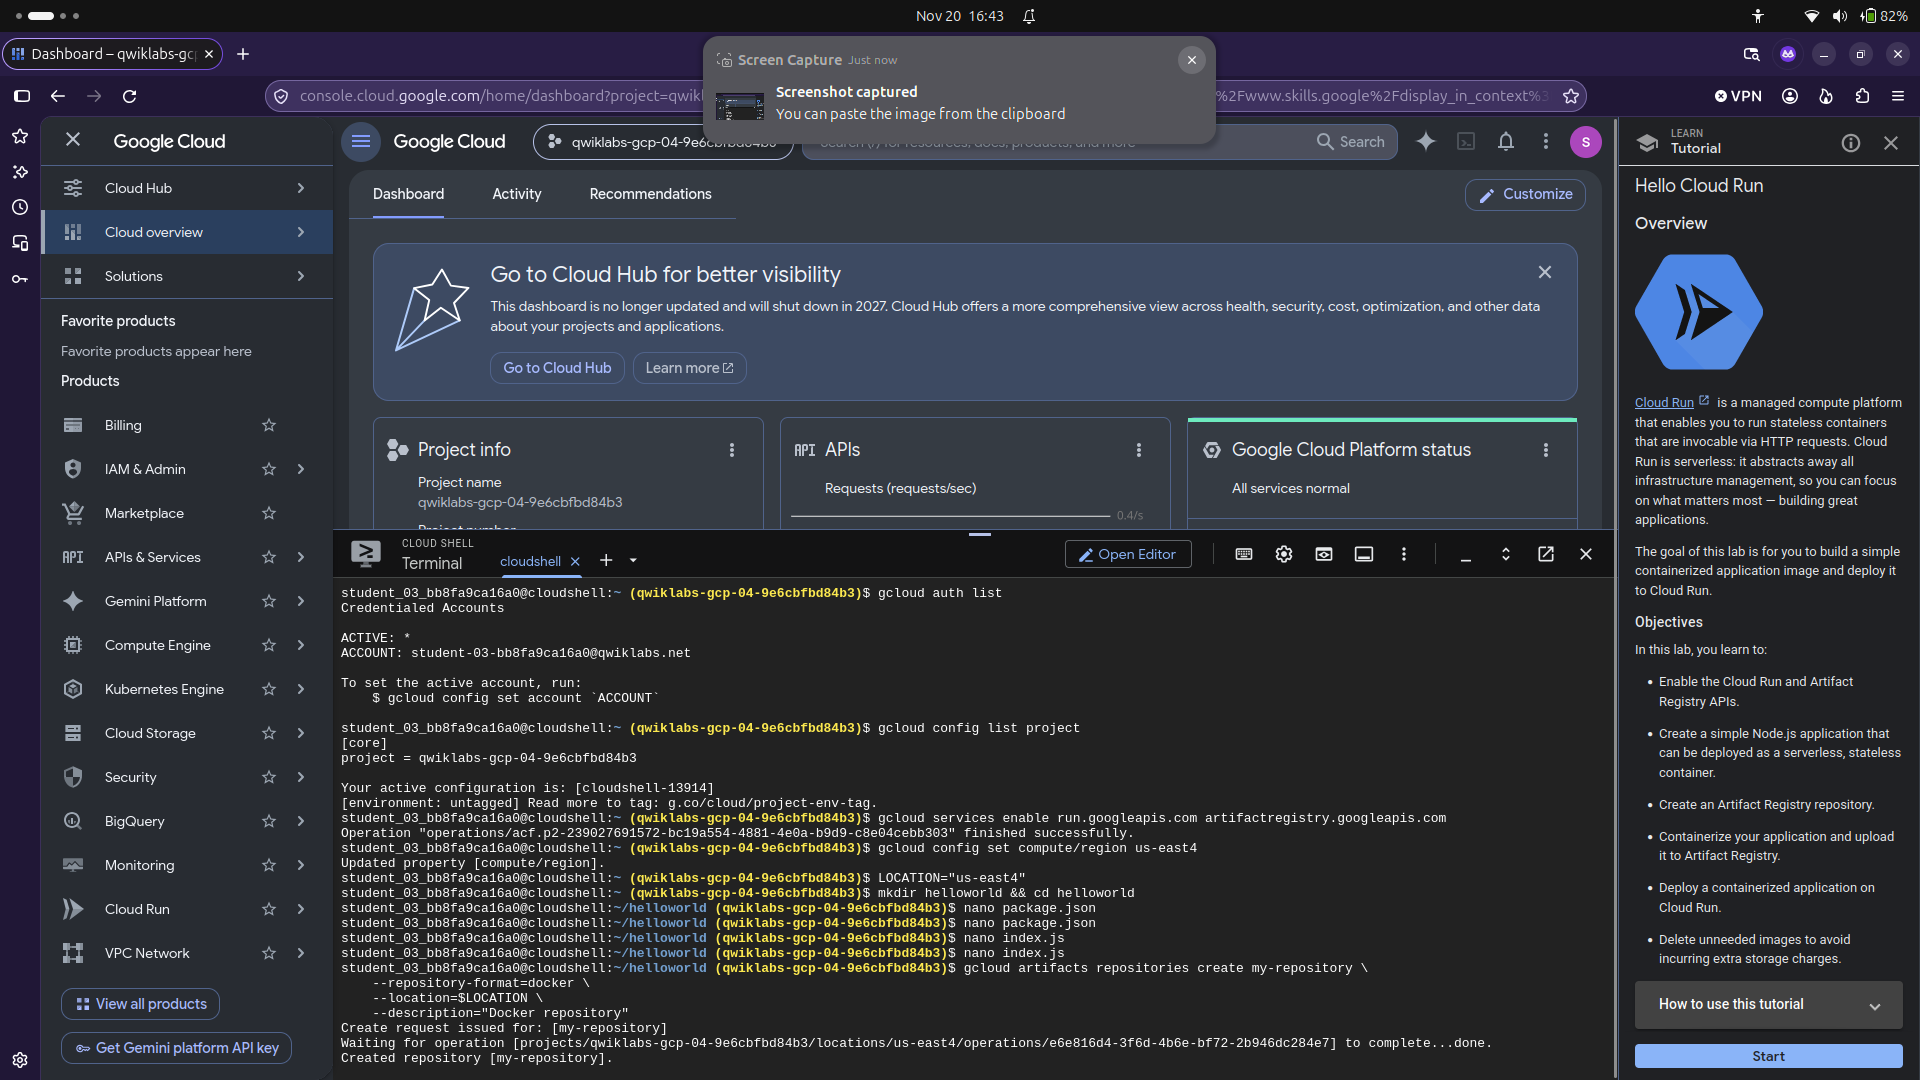 Nov 20 16:43
82%
Dashboard – qwiklabs-gc
Screen Capture Just now
Screenshot captured
You can paste the image from the clipboard
console.cloud.google.com/home/dashboard?project=qwik
%2Fwww.skills.google%2Fdisplay_in_context%3
VPN
Google Cloud
Cloud Hub
Cloud overview
Solutions
Favorite products
Favorite products appear here
Products
Billing
IAM & Admin
Marketplace
APIs & Services
Gemini Platform
Compute Engine
Kubernetes Engine
Cloud Storage
Security
BigQuery
Monitoring
Cloud Run
VPC Network
View all products
Get Gemini platform API key
Google Cloud
qwiklabs-gcp-04-9e6cbfbd84b3
Search (/) for resources, docs, products, and more
Search
S
Dashboard
Activity
Recommendations
Customize
Go to Cloud Hub for better visibility
This dashboard is no longer updated and will shut down in 2027. Cloud Hub offers a more comprehensive view across health, security, cost, optimization, and other data
about your projects and applications.
Go to Cloud Hub
Learn more
Project info
Project name
qwiklabs-gcp-04-9e6cbfbd84b3
Project number
API APIs
Requests (requests/sec)
0.4/s
Google Cloud Platform status
All services normal
CLOUD SHELL
Terminal
cloudshell
Open Editor
student_03_bb8fa9ca16a0@cloudshell:~ (qwiklabs-gcp-04-9e6cbfbd84b3)$ gcloud auth list
Credentialed Accounts
ACTIVE: *
ACCOUNT: student-03-bb8fa9ca16a0@qwiklabs.net
To set the active account, run:
$ gcloud config set account `ACCOUNT`
student_03_bb8fa9ca16a0@cloudshell:~ (qwiklabs-gcp-04-9e6cbfbd84b3)$ gcloud config list project
[core]
project = qwiklabs-gcp-04-9e6cbfbd84b3
Your active configuration is: [cloudshell-13914]
[environment: untagged] Read more to tag: g.co/cloud/project-env-tag.
student_03_bb8fa9ca16a0@cloudshell:~ (qwiklabs-gcp-04-9e6cbfbd84b3)$ gcloud services enable run.googleapis.com artifactregistry.googleapis.com
Operation "operations/acf.p2-239027691572-bc19a554-4881-4e0a-b9d9-c8e04cebb303" finished successfully.
student_03_bb8fa9ca16a0@cloudshell:~ (qwiklabs-gcp-04-9e6cbfbd84b3)$ gcloud config set compute/region us-east4
Updated property [compute/region].
student_03_bb8fa9ca16a0@cloudshell:~ (qwiklabs-gcp-04-9e6cbfbd84b3)$ LOCATION="us-east4"
student_03_bb8fa9ca16a0@cloudshell:~ (qwiklabs-gcp-04-9e6cbfbd84b3)$ mkdir helloworld && cd helloworld
student_03_bb8fa9ca16a0@cloudshell:~/helloworld (qwiklabs-gcp-04-9e6cbfbd84b3)$ nano package.json
student_03_bb8fa9ca16a0@cloudshell:~/helloworld (qwiklabs-gcp-04-9e6cbfbd84b3)$ nano package.json
student_03_bb8fa9ca16a0@cloudshell:~/helloworld (qwiklabs-gcp-04-9e6cbfbd84b3)$ nano index.js
student_03_bb8fa9ca16a0@cloudshell:~/helloworld (qwiklabs-gcp-04-9e6cbfbd84b3)$ nano index.js
student_03_bb8fa9ca16a0@cloudshell:~/helloworld (qwiklabs-gcp-04-9e6cbfbd84b3)$ gcloud artifacts repositories create my-repository \
--repository-format=docker \
--location=$LOCATION \
--description="Docker repository"
Create request issued for: [my-repository]
Waiting for operation [projects/qwiklabs-gcp-04-9e6cbfbd84b3/locations/us-east4/operations/e6e816d4-3f6d-4b6e-bf72-2b946dc284e7] to complete...done.
Created repository [my-repository].
LEARN
Tutorial
Hello Cloud Run
Overview
Cloud Run is a managed compute platform
that enables you to run stateless containers
that are invocable via HTTP requests. Cloud
Run is serverless: it abstracts away all
infrastructure management, so you can focus
on what matters most — building great
applications.
The goal of this lab is for you to build a simple
containerized application image and deploy it
to Cloud Run.
Objectives
In this lab, you learn to:
• Enable the Cloud Run and Artifact
Registry APIs.
• Create a simple Node.js application that
can be deployed as a serverless, stateless
container.
• Create an Artifact Registry repository.
• Containerize your application and upload
it to Artifact Registry.
• Deploy a containerized application on
Cloud Run.
• Delete unneeded images to avoid
incurring extra storage charges.
How to use this tutorial
Start